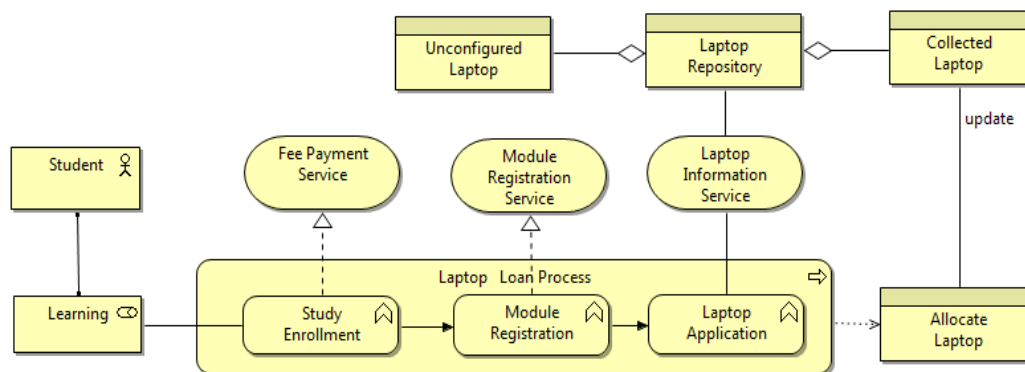 Unconfigured
Laptop
Laptop
Repository
Collected
Laptop
update
Student
Fee Payment
Service
Module
Registration
Service
Laptop
Information
Service
Laptop Loan Process
Learning
Study
Enrollment
Module
Registration
Laptop
Application
Allocate
Laptop